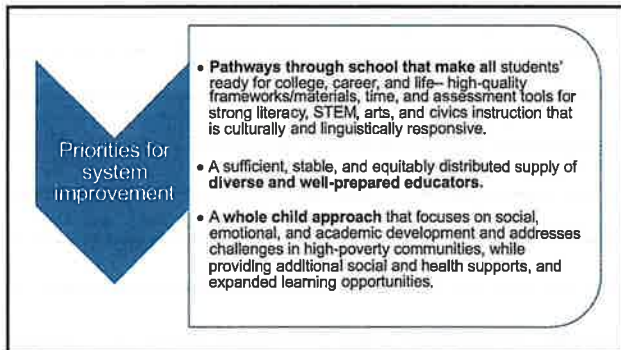 Priorities for
system
improvement
• Pathways through school that make all students'
ready for college, career, and life– high-quality
frameworks/materials, time, and assessment tools for
strong literacy, STEM, arts, and civics instruction that
is culturally and linguistically responsive.
• A sufficient, stable, and equitably distributed supply of
diverse and well-prepared educators.
• A whole child approach that focuses on social,
emotional, and academic development and addresses
challenges in high-poverty communities, while
providing additional social and health supports, and
expanded learning opportunities.